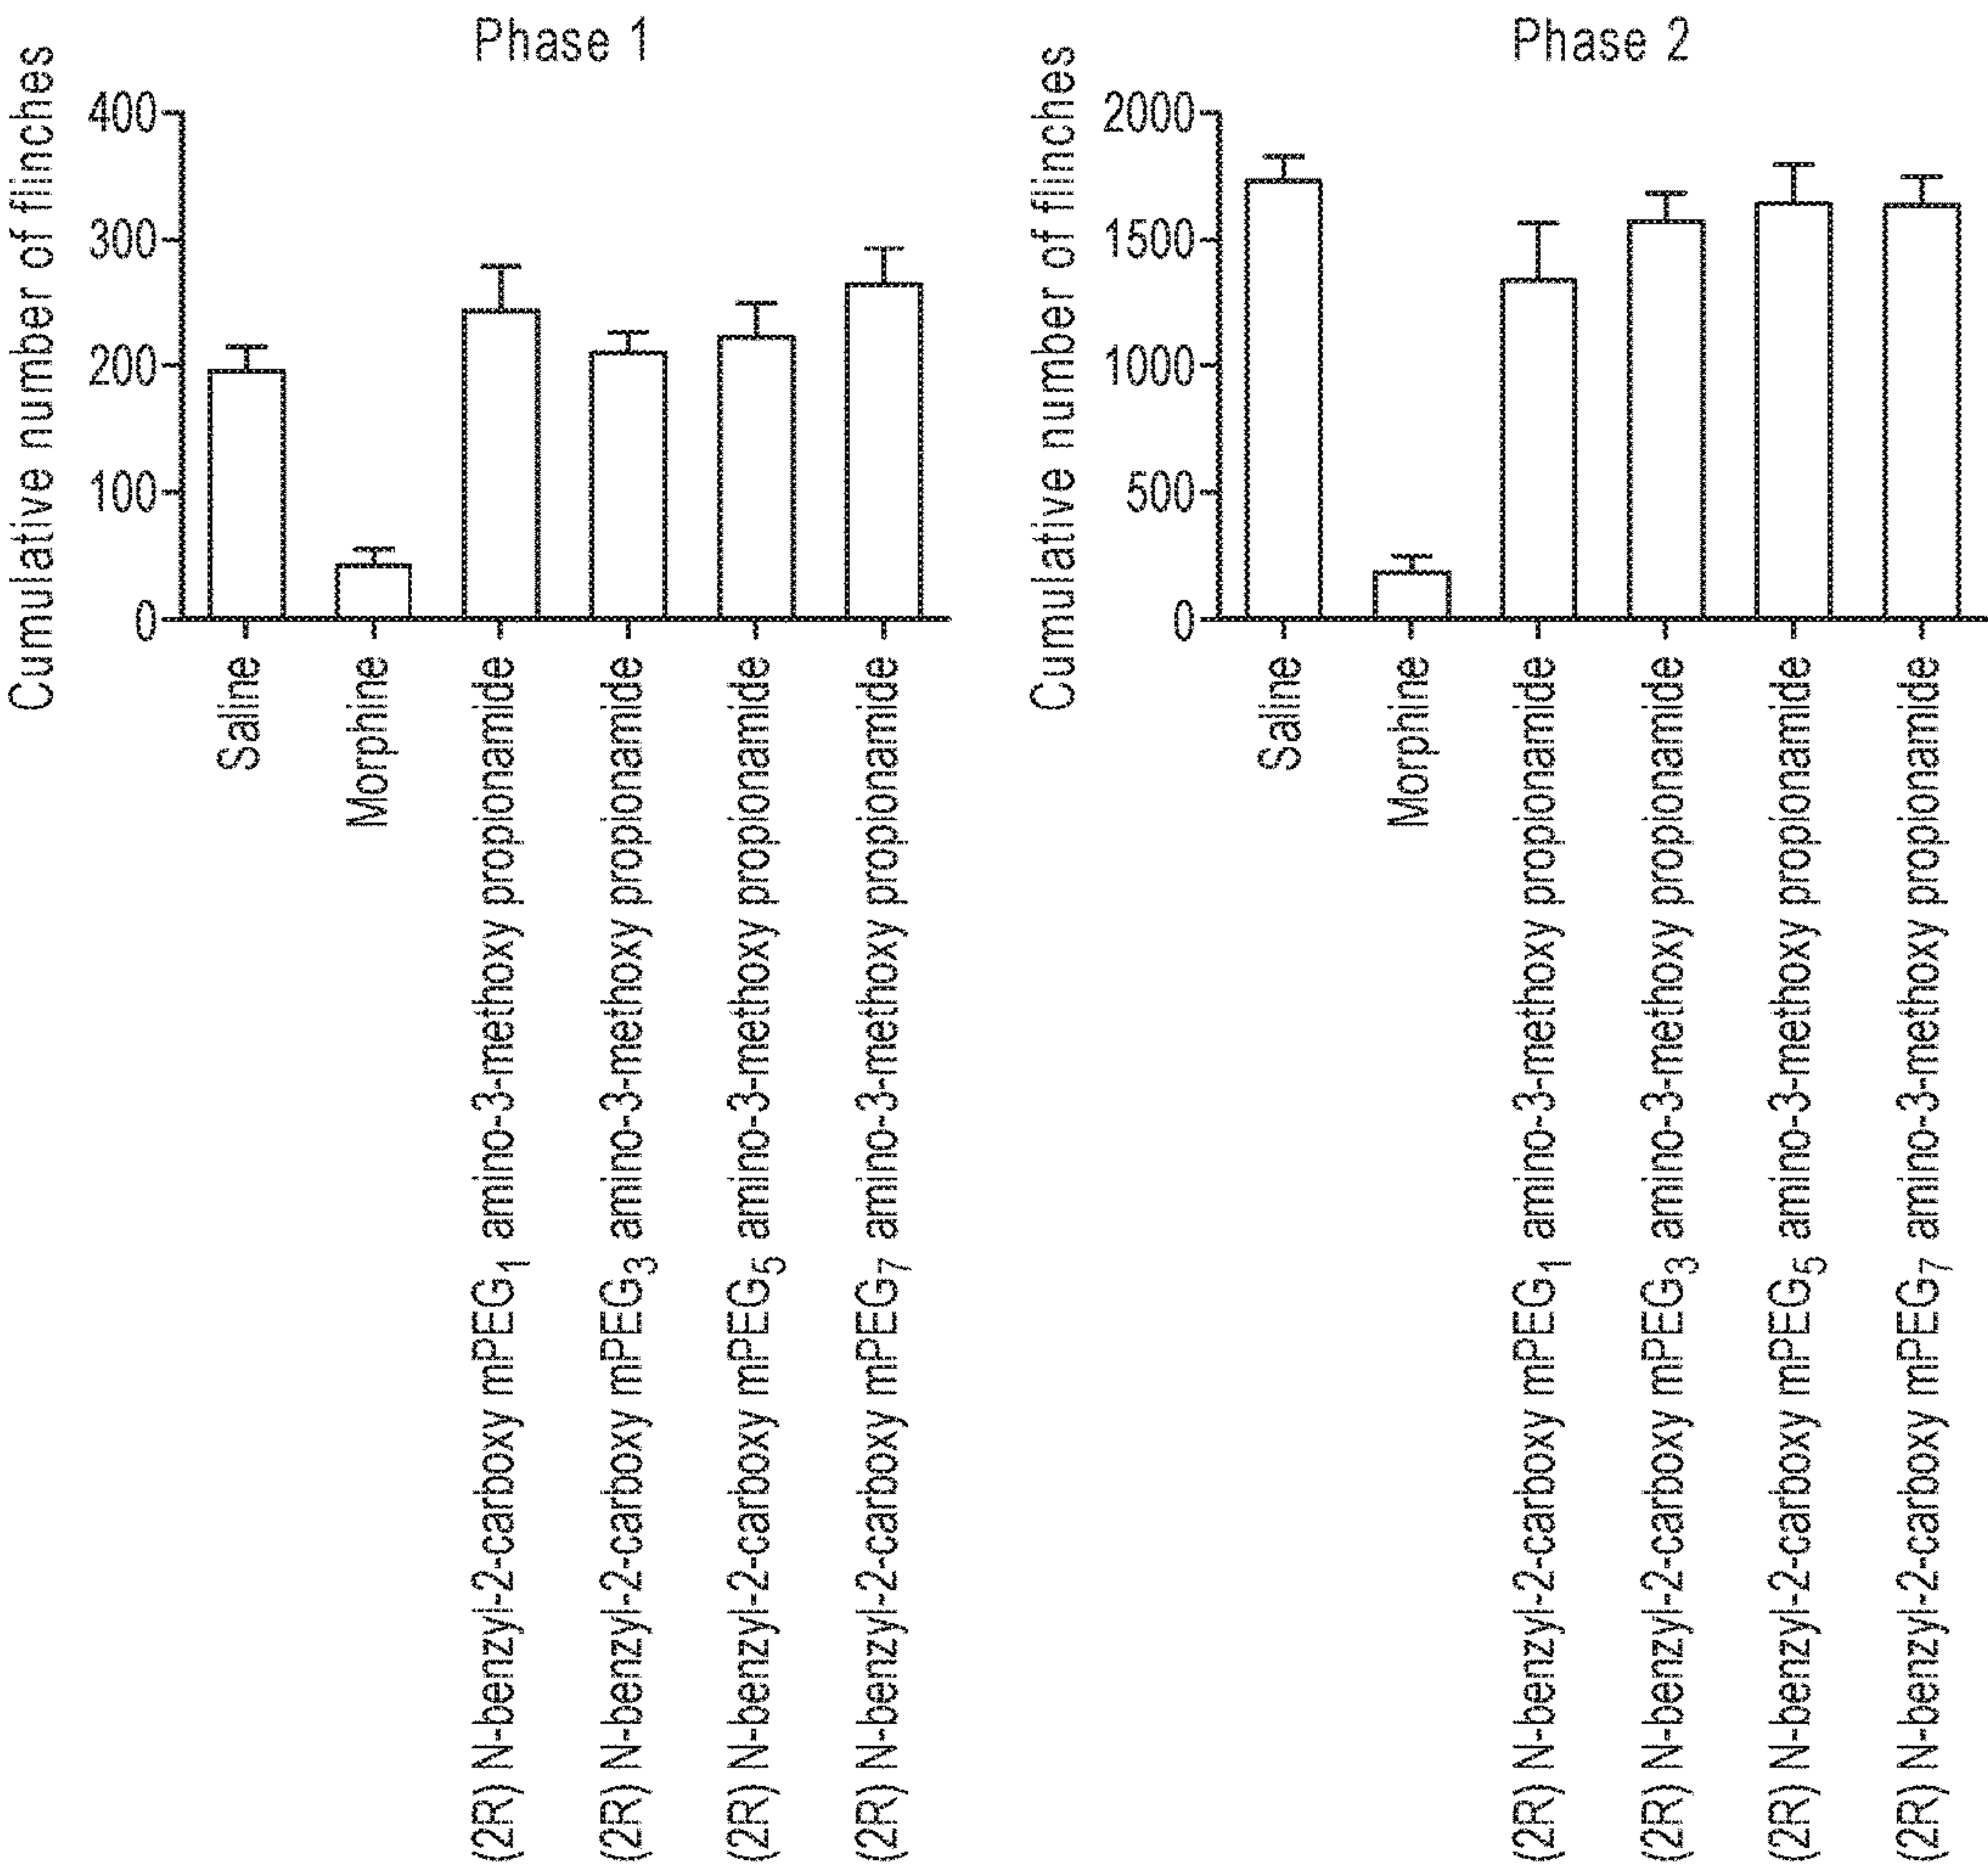 Phase 1
Cumulative number of flinches
400
300
200
100
0
Saline
Morphine
(2R) N-benzyl-2-carboxy mPEG₁ amino-3-methoxy propionamide
(2R) N-benzyl-2-carboxy mPEG₃ amino-3-methoxy propionamide
(2R) N-benzyl-2-carboxy mPEG₅ amino-3-methoxy propionamide
(2R) N-benzyl-2-carboxy mPEG₇ amino-3-methoxy propionamide
Phase 2
Cumulative number of flinches
2000
1500
1000
500
0
Saline
Morphine
(2R) N-benzyl-2-carboxy mPEG₁ amino-3-methoxy propionamide
(2R) N-benzyl-2-carboxy mPEG₃ amino-3-methoxy propionamide
(2R) N-benzyl-2-carboxy mPEG₅ amino-3-methoxy propionamide
(2R) N-benzyl-2-carboxy mPEG₇ amino-3-methoxy propionamide